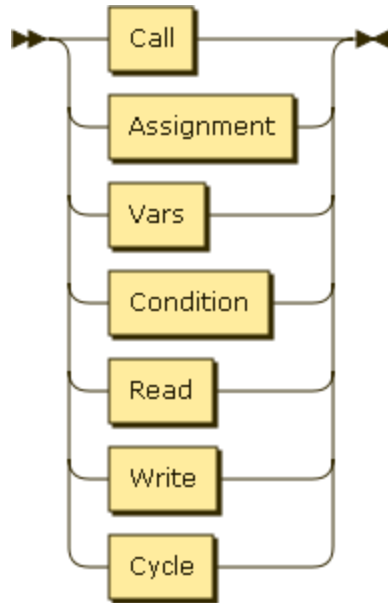 Call
Assignment
Vars
Condition
Read
Write
Cycle